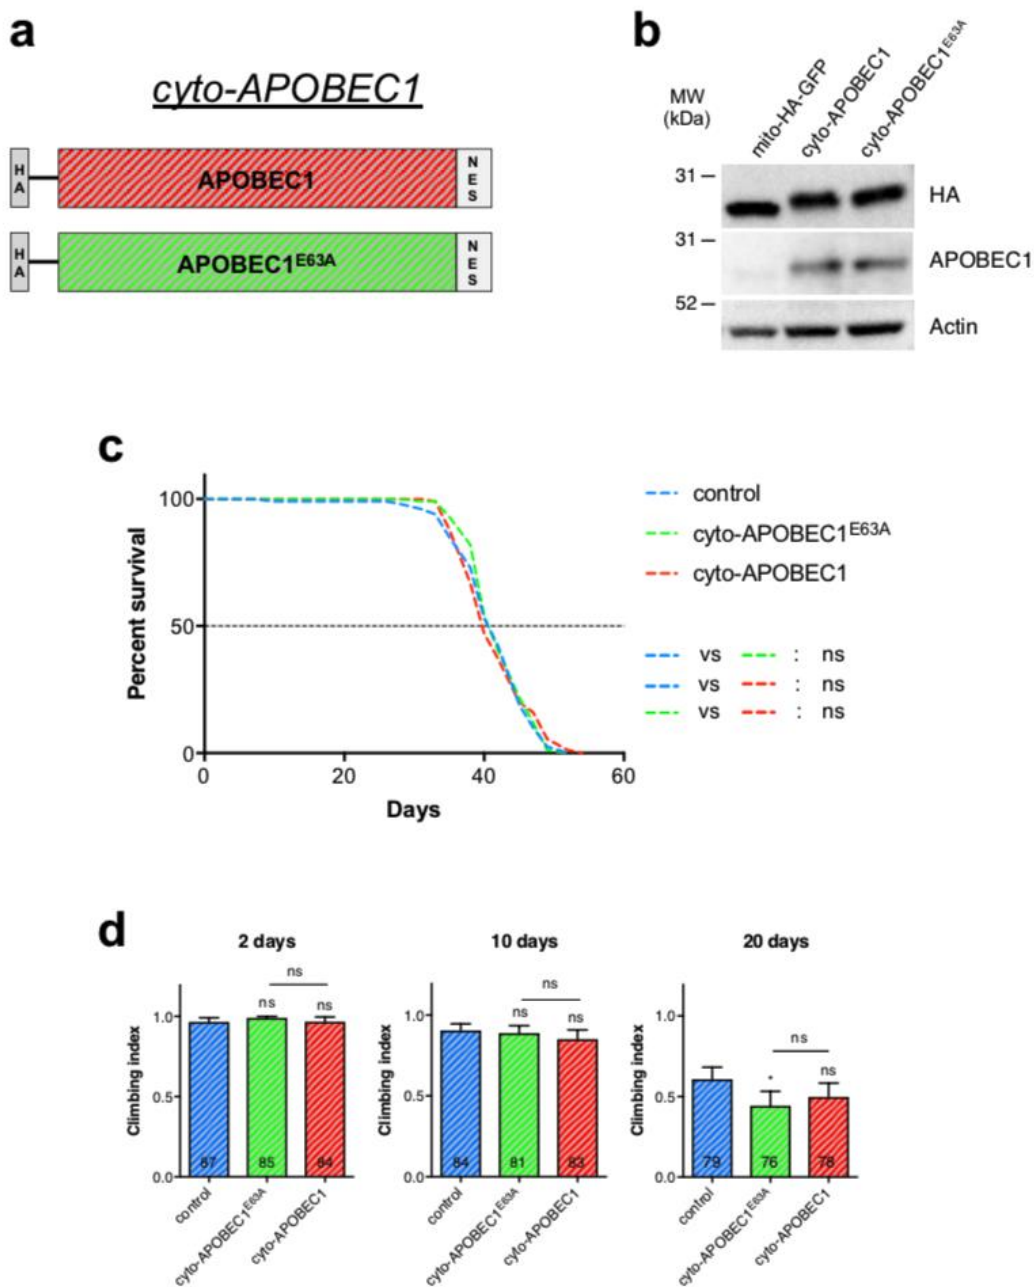 a
cyto-APOBEC1
HA
APOBEC1
NES
HA
APOBEC1E63A
NES
b
MW
(kDa)
mito-HA-GFP
cyto-APOBEC1
cyto-APOBEC1E63A
31
HA
31
APOBEC1
52
Actin
c
Percent survival
100
50
0
0 20 40 60
Days
control
cyto-APOBEC1E63A
cyto-APOBEC1
vs : ns
vs : ns
vs : ns
d
2 days
Climbing index
1.0
0.5
0.0
ns
ns
ns
87 85 84
control
cyto-APOBEC1E63A
cyto-APOBEC1
10 days
Climbing index
1.0
0.5
0.0
ns
ns
ns
84 81 83
control
cyto-APOBEC1E63A
cyto-APOBEC1
20 days
Climbing index
1.0
0.5
0.0
ns
*
ns
79 76 78
control
cyto-APOBEC1E63A
cyto-APOBEC1